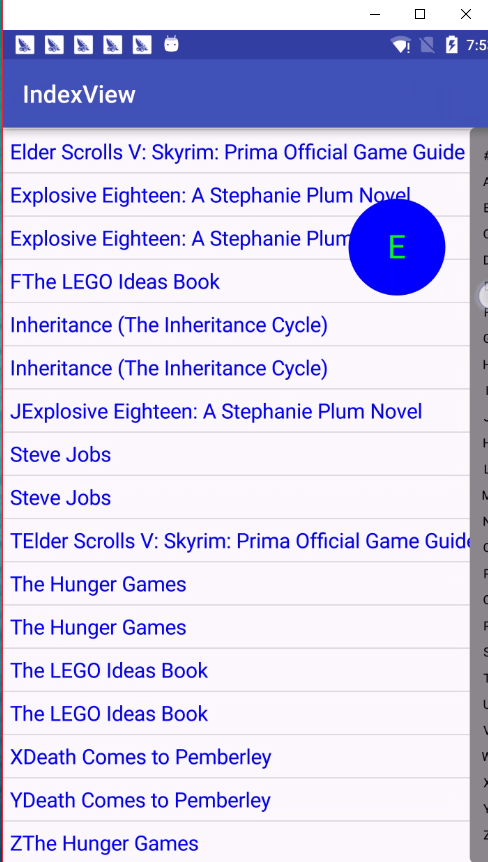 7:5
IndexView
Elder Scrolls V: Skyrim: Prima Official Game Guide
Explosive Eighteen: A Stephanie Plum Novel
Explosive Eighteen: A Stephanie Plum
E
FThe LEGO Ideas Book
Inheritance (The Inheritance Cycle)
Inheritance (The Inheritance Cycle)
JExplosive Eighteen: A Stephanie Plum Novel
Steve Jobs
Steve Jobs
TElder Scrolls V: Skyrim: Prima Official Game Guide
The Hunger Games
The Hunger Games
The LEGO Ideas Book
The LEGO Ideas Book
XDeath Comes to Pemberley
YDeath Comes to Pemberley
ZThe Hunger Games